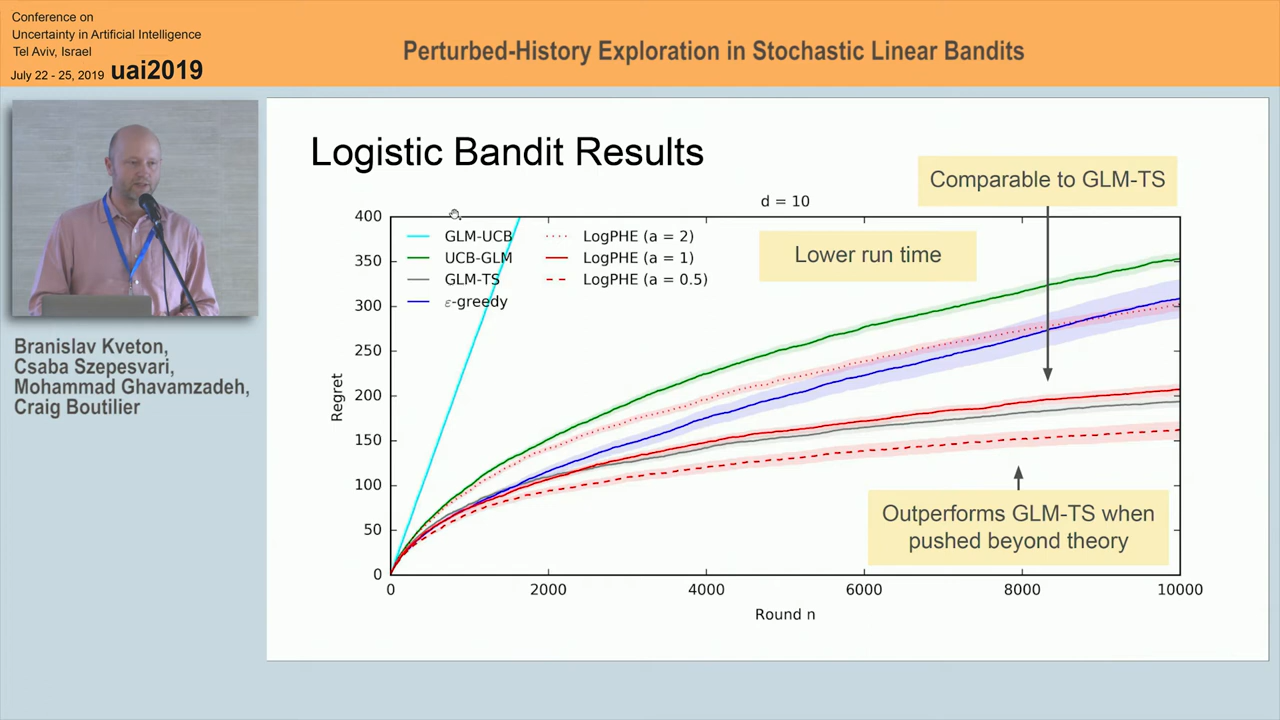 Conference on
Uncertainty in Artificial Intelligence
Tel Aviv, Israel
July 22 - 25, 2019 uai2019
Perturbed-History Exploration in Stochastic Linear Bandits
Branislav Kveton,
Csaba Szepesvari,
Mohammad Ghavamzadeh,
Craig Boutilier
Logistic Bandit Results
Comparable to GLM-TS
d = 10
Lower run time
GLM-UCB
UCB-GLM
GLM-TS
ε-greedy
LogPHE (a = 2)
LogPHE (a = 1)
LogPHE (a = 0.5)
Outperforms GLM-TS when
pushed beyond theory
Regret
400
350
300
250
200
150
100
50
0
0 2000 4000 6000 8000 10000
Round n